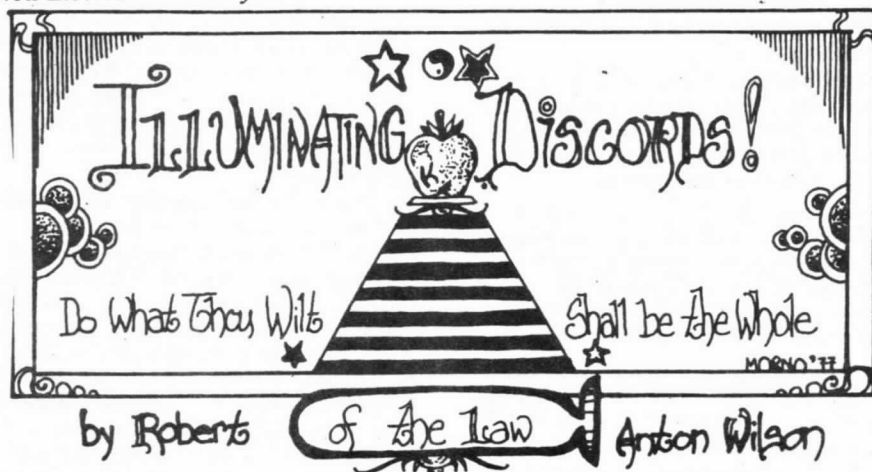 ILLUMINATING DISCORDS!
K
Do What Thou Wilt
Shall be the Whole
MORNO '77
by Robert
of the Law
Anton Wilson